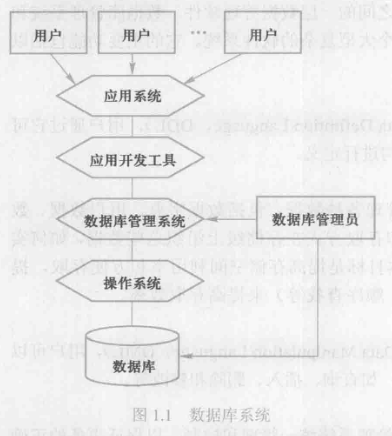 用户 用户 … 用户
应用系统
应用开发工具
数据库管理系统 数据库管理员
操作系统
数据库
图 1.1 数据库系统